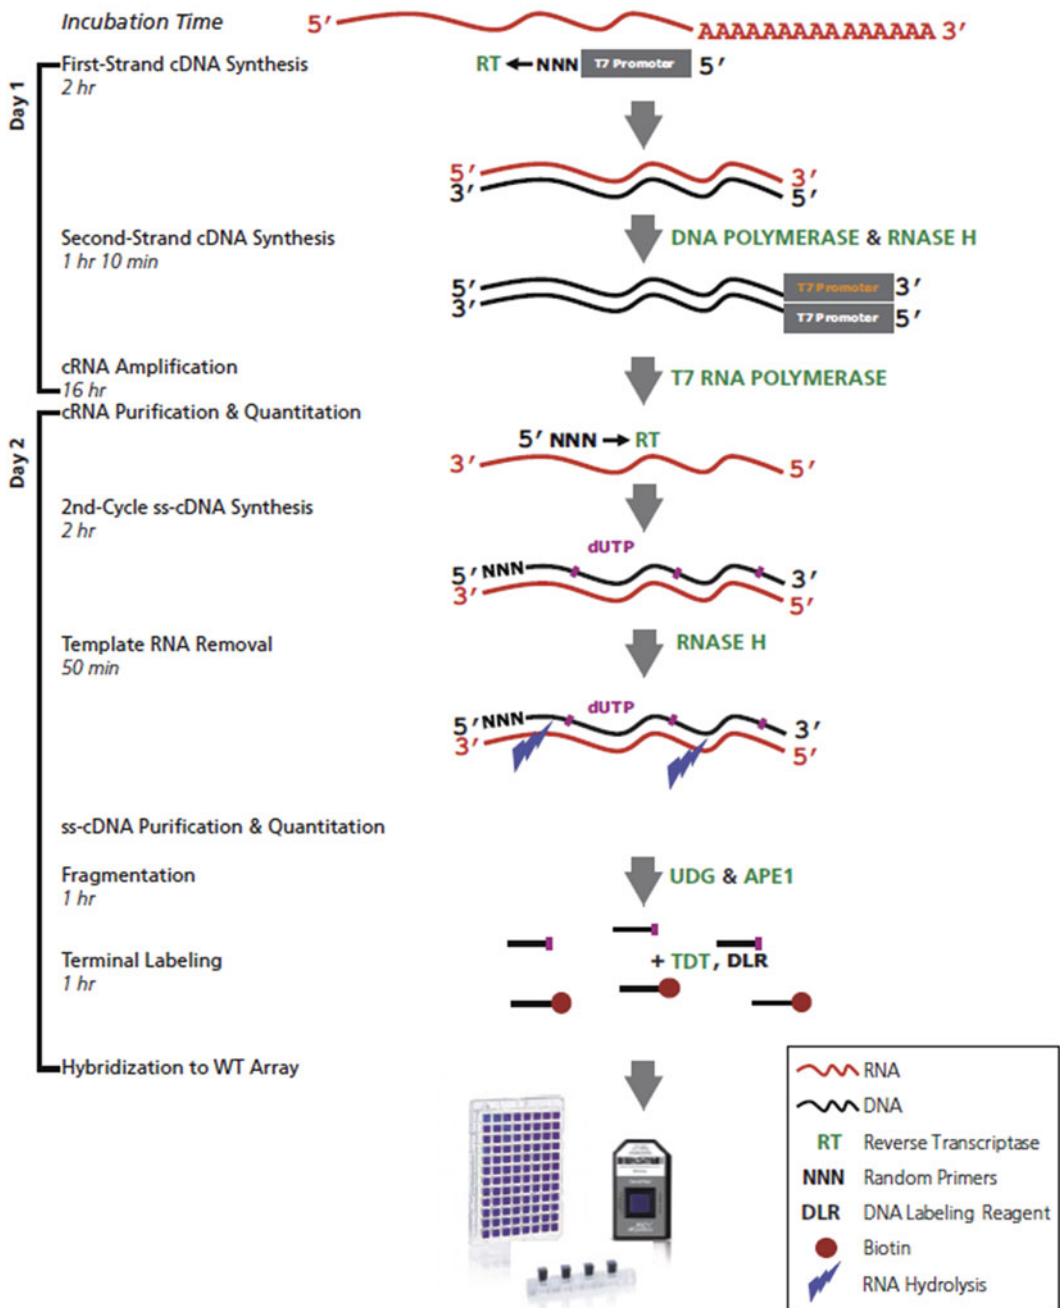 Incubation Time
5′ AAAAAAAAAAAAAAA 3′
Day 1
First-Strand cDNA Synthesis
2 hr
RT NNN T7 Promoter 5′
5′ 3′
3′ 5′
Second-Strand cDNA Synthesis
1 hr 10 min
DNA POLYMERASE & RNASE H
5′ T7 Promoter 3′
3′ T7 Promoter 5′
cRNA Amplification
16 hr
T7 RNA POLYMERASE
Day 2
cRNA Purification & Quantitation
5′ NNN RT
3′ 5′
2nd-Cycle ss-cDNA Synthesis
2 hr
dUTP
5′ NNN 3′
3′ 5′
Template RNA Removal
50 min
RNASE H
dUTP
5′ NNN 3′
3′ 5′
ss-cDNA Purification & Quantitation
Fragmentation
1 hr
UDG & APE1
Terminal Labeling
1 hr
+ TDT, DLR
Hybridization to WT Array
RNA
DNA
RT Reverse Transcriptase
NNN Random Primers
DLR DNA Labeling Reagent
Biotin
RNA Hydrolysis